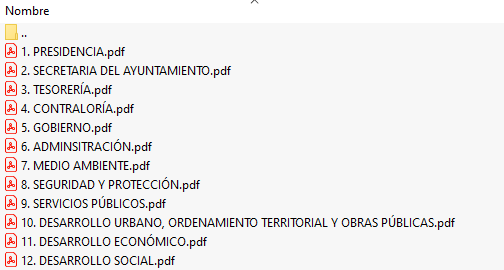 Nombre
..
1. PRESIDENCIA.pdf
2. SECRETARIA DEL AYUNTAMIENTO.pdf
3. TESORERÍA.pdf
4. CONTRALORÍA.pdf
5. GOBIERNO.pdf
6. ADMINSITRACIÓN.pdf
7. MEDIO AMBIENTE.pdf
8. SEGURIDAD Y PROTECCIÓN.pdf
9. SERVICIOS PÚBLICOS.pdf
10. DESARROLLO URBANO, ORDENAMIENTO TERRITORIAL Y OBRAS PÚBLICAS.pdf
11. DESARROLLO ECONÓMICO.pdf
12. DESARROLLO SOCIAL.pdf